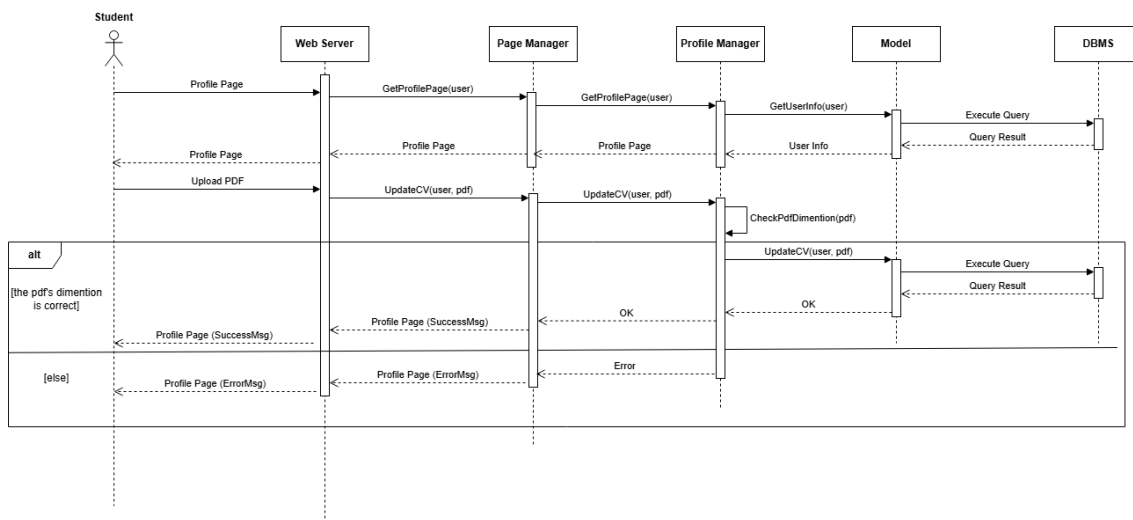 Student
Web Server
Page Manager
Profile Manager
Model
DBMS
Profile Page
GetProfilePage(user)
GetProfilePage(user)
GetUserInfo(user)
Execute Query
Query Result
User Info
Profile Page
Profile Page
Profile Page
Upload PDF
UpdateCV(user, pdf)
UpdateCV(user, pdf)
CheckPdfDimention(pdf)
alt
[the pdf's dimention
is correct]
UpdateCV(user, pdf)
Execute Query
Query Result
OK
OK
Profile Page (SuccessMsg)
Profile Page (SuccessMsg)
[else]
Error
Profile Page (ErrorMsg)
Profile Page (ErrorMsg)